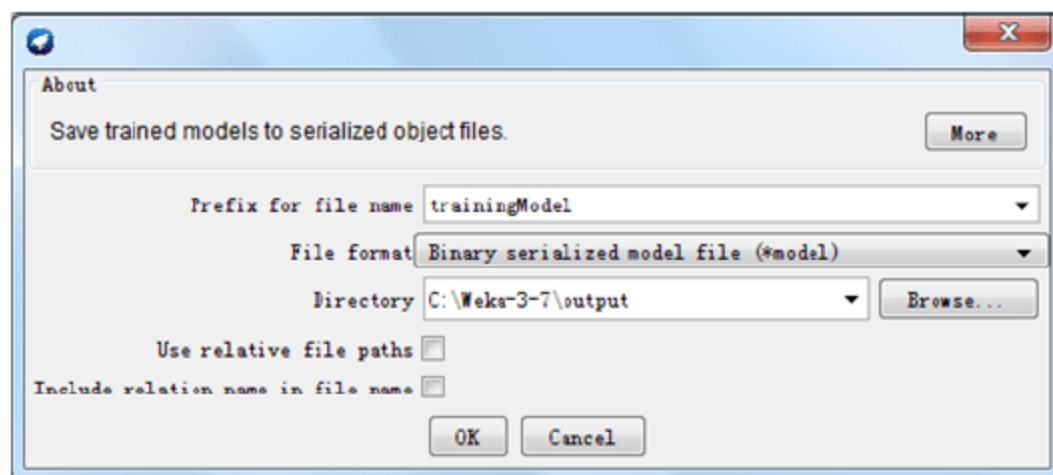 About
Save trained models to serialized object files.
More
Prefix for file name trainingModel
File format Binary serialized model file (*model)
Directory C:\Weka-3-7\output Browse...
Use relative file paths
Include relation name in file name
OK Cancel